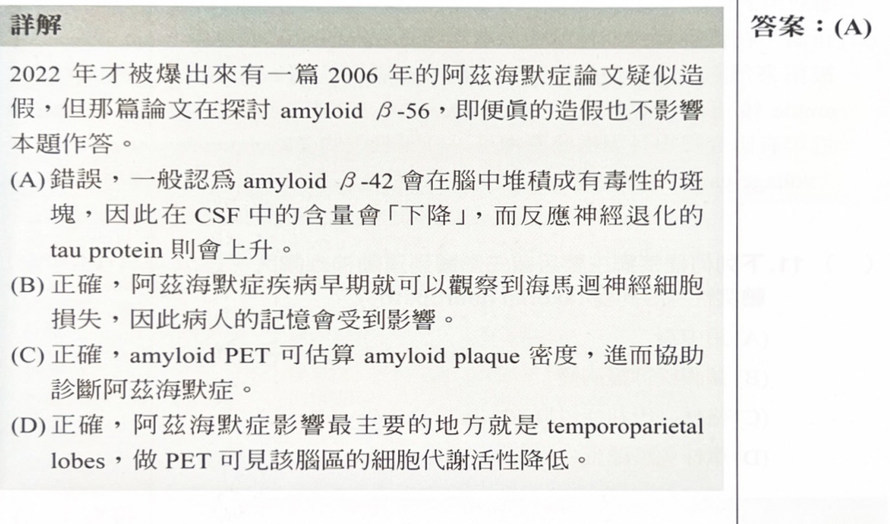 詳解
答案：(A)
2022 年才被爆出來有一篇 2006 年的阿茲海默症論文疑似造
假，但那篇論文在探討 amyloid β-56，即便真的造假也不影響
本題作答。
(A) 錯誤，一般認為 amyloid β-42 會在腦中堆積成有毒性的斑
塊，因此在 CSF 中的含量會「下降」，而反應神經退化的
tau protein 則會上升。
(B) 正確，阿茲海默症疾病早期就可以觀察到海馬迴神經細胞
損失，因此病人的記憶會受到影響。
(C) 正確，amyloid PET 可估算 amyloid plaque 密度，進而協助
診斷阿茲海默症。
(D) 正確，阿茲海默症影響最主要的地方就是 temporoparietal
lobes，做 PET 可見該腦區的細胞代謝活性降低。